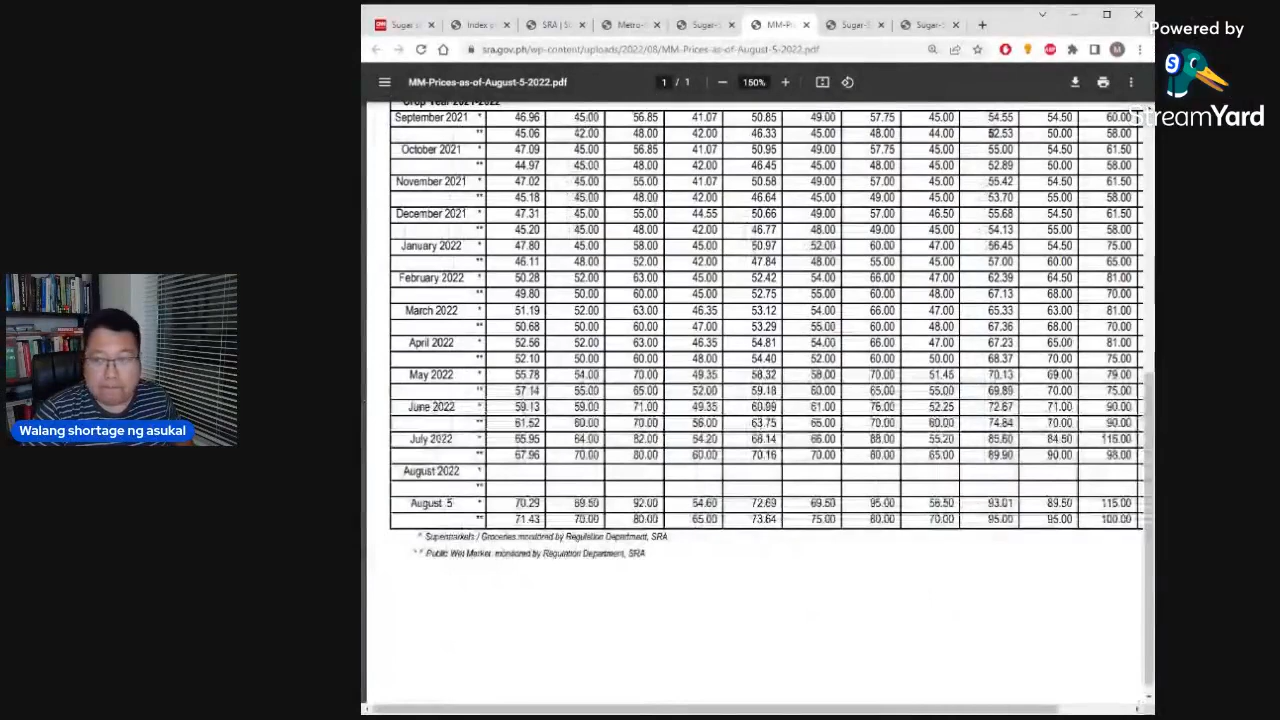 Sugar
Index
SRA | S
Metro-
Sugar-
MM-P
Sugar-
Sugar-
sra.gov.ph/wp-content/uploads/2022/08/MM-Prices-as-of-August-5-2022.pdf
Powered by
StreamYard
MM-Prices-as-of-August-5-2022.pdf 1 / 1 150%
Crop Year 2021-2022
September 2021 * 46.96 45.00 56.85 41.07 50.85 49.00 57.75 45.00 54.55 54.50 60.00
** 45.06 42.00 48.00 42.00 46.33 45.00 48.00 44.00 52.53 50.00 58.00
October 2021 * 47.09 45.00 56.85 41.07 50.95 49.00 57.75 45.00 55.00 54.50 61.50
** 44.97 45.00 48.00 42.00 46.45 45.00 48.00 45.00 52.89 50.00 58.00
November 2021 * 47.02 45.00 55.00 41.07 50.58 49.00 57.00 45.00 55.42 54.50 61.50
** 45.18 45.00 48.00 42.00 46.64 45.00 49.00 45.00 53.70 55.00 58.00
December 2021 * 47.31 45.00 55.00 44.55 50.66 49.00 57.00 46.50 55.68 54.50 61.50
** 45.20 45.00 48.00 42.00 46.77 48.00 49.00 45.00 54.13 55.00 58.00
January 2022 * 47.80 45.00 58.00 45.00 50.97 52.00 60.00 47.00 56.45 54.50 75.00
** 46.11 48.00 52.00 42.00 47.84 48.00 55.00 45.00 57.00 60.00 65.00
February 2022 * 50.28 52.00 63.00 45.00 52.42 54.00 66.00 47.00 62.39 64.50 81.00
** 49.80 50.00 60.00 45.00 52.75 55.00 60.00 48.00 67.13 68.00 70.00
March 2022 * 51.19 52.00 63.00 46.35 53.12 54.00 66.00 47.00 65.33 63.00 81.00
** 50.68 50.00 60.00 47.00 53.29 55.00 60.00 48.00 67.36 68.00 70.00
April 2022 * 52.56 52.00 63.00 46.35 54.81 54.00 66.00 47.00 67.23 65.00 81.00
** 52.10 50.00 60.00 48.00 54.40 52.00 60.00 50.00 68.37 70.00 75.00
May 2022 * 55.78 54.00 70.00 49.35 58.32 58.00 70.00 51.45 70.13 69.00 79.00
** 57.14 55.00 65.00 52.00 59.18 60.00 65.00 55.00 69.89 70.00 75.00
June 2022 * 59.13 59.00 71.00 49.35 60.99 61.00 76.00 52.25 72.67 71.00 90.00
** 61.52 60.00 70.00 56.00 63.75 65.00 70.00 60.00 74.84 70.00 90.00
July 2022 * 65.95 64.00 82.00 54.20 68.14 66.00 88.00 55.20 85.60 84.50 116.00
** 67.96 70.00 80.00 60.00 70.16 70.00 80.00 65.00 89.90 90.00 98.00
August 2022 *
**
August 5 * 70.29 69.50 92.00 54.60 72.69 69.50 95.00 56.50 93.01 89.50 115.00
** 71.43 70.00 80.00 65.00 73.64 75.00 80.00 70.00 95.00 95.00 100.00
* Supermarkets / Groceries monitored by Regulation Department, SRA
** Public Wet Market monitored by Regulation Department, SRA
Walang shortage ng asukal